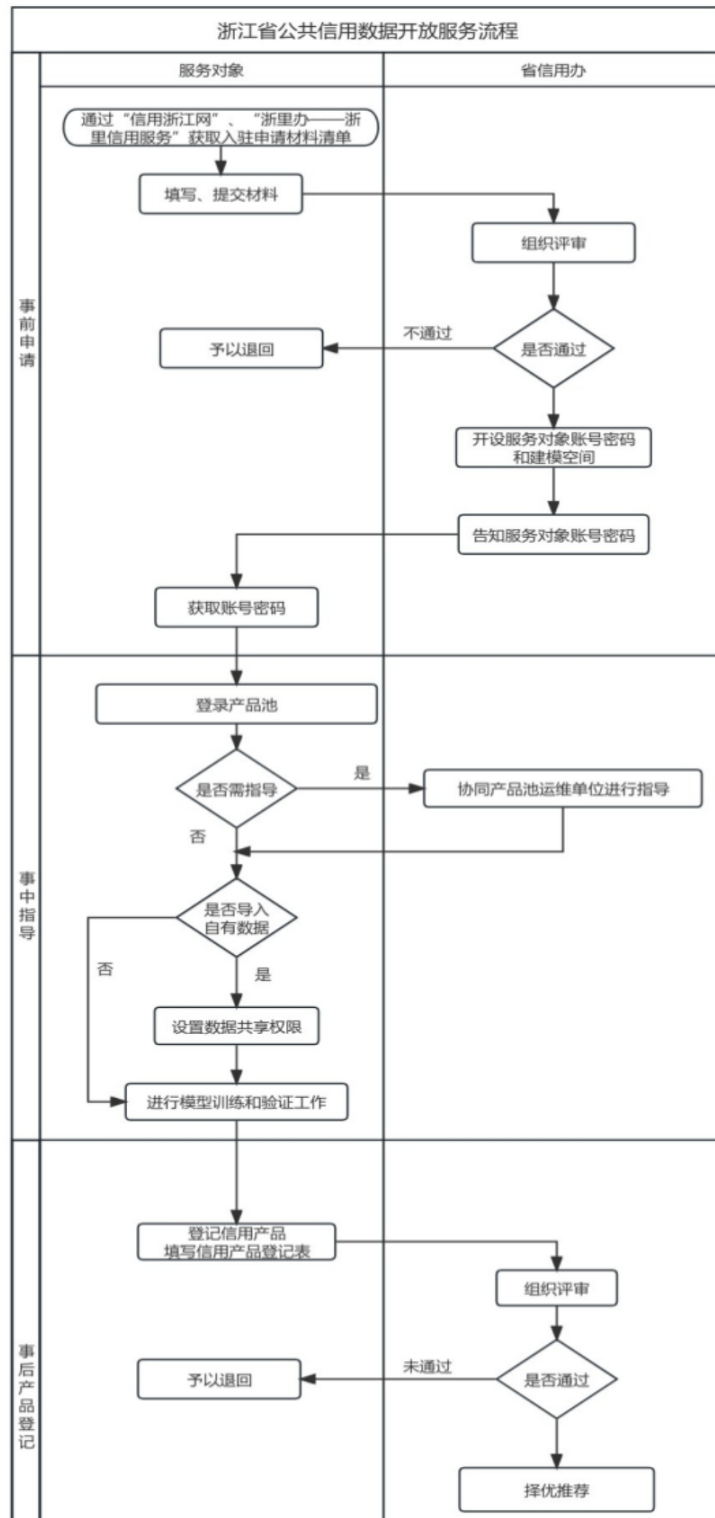 浙江省公共信用数据开放服务流程
服务对象
省信用办
事前申请
通过“信用浙江网”、“浙里办——浙
里信用服务”获取入驻申请材料清单
填写、提交材料
组织评审
是否通过
不通过
予以退回
开设服务对象账号密码
和建模空间
告知服务对象账号密码
获取账号密码
事中指导
登录产品池
是否需指导
是
协同产品池运维单位进行指导
否
是否导入
自有数据
否
是
设置数据共享权限
进行模型训练和验证工作
事后产品登记
登记信用产品
填写信用产品登记表
组织评审
是否通过
未通过
予以退回
择优推荐